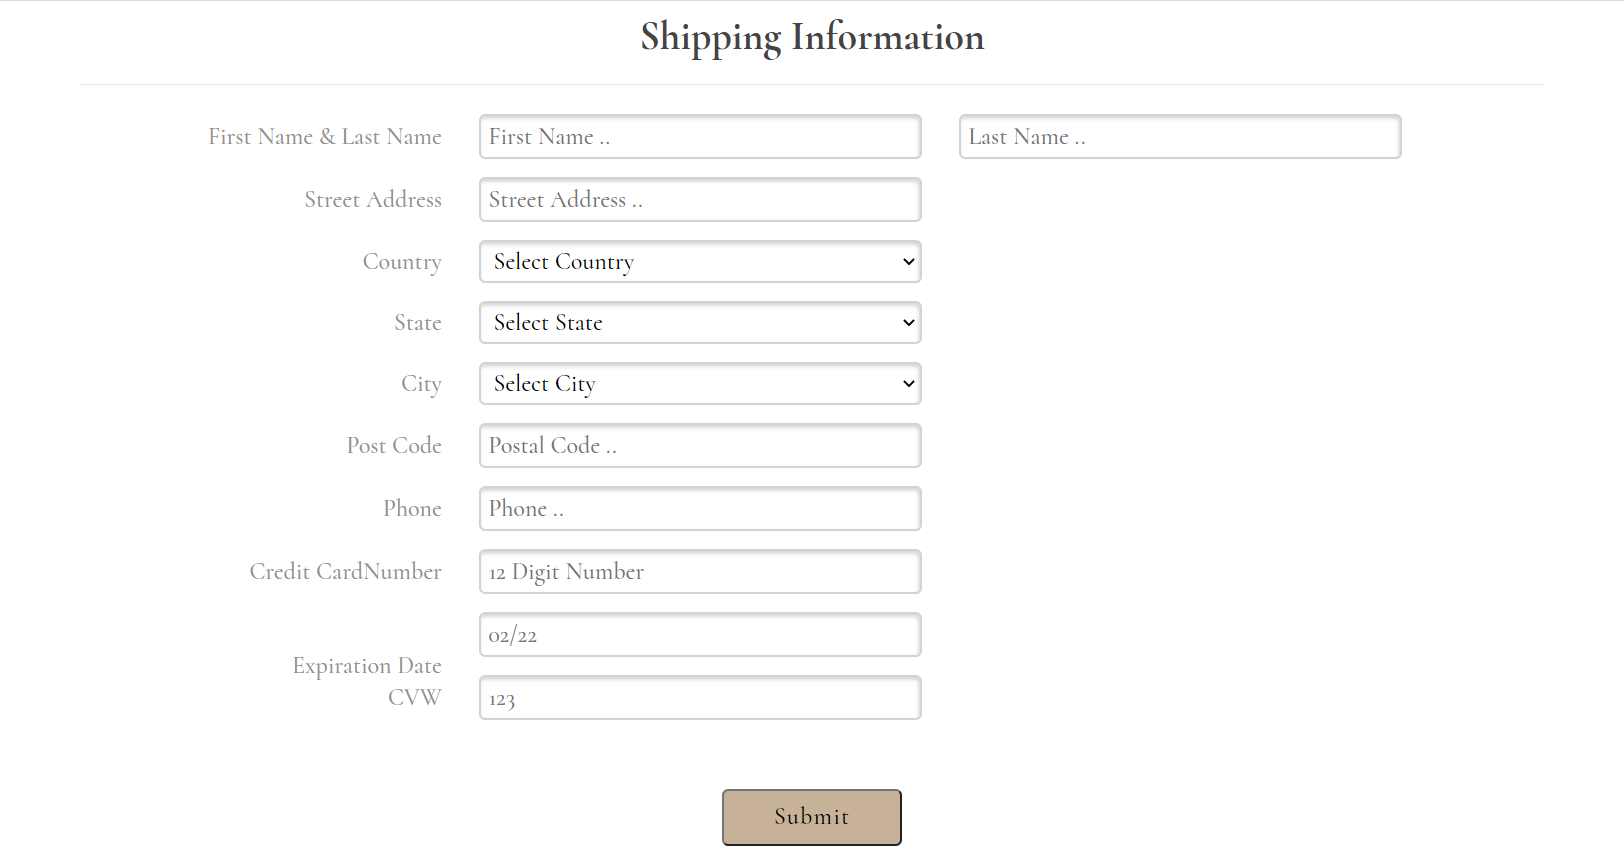 Shipping Information
First Name & Last Name First Name .. Last Name ..
Street Address Street Address ..
Country Select Country
State Select State
City Select City
Post Code Postal Code ..
Phone Phone ..
Credit CardNumber 12 Digit Number
02/22
Expiration Date
CVW 123
Submit